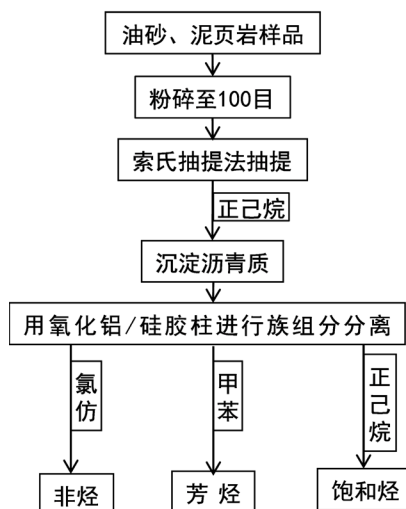 油砂、泥页岩样品
粉碎至100目
索氏抽提法抽提
正己烷
沉淀沥青质
用氧化铝/硅胶柱进行族组分分离
氯仿
甲苯
正己烷
非烃
芳烃
饱和烃